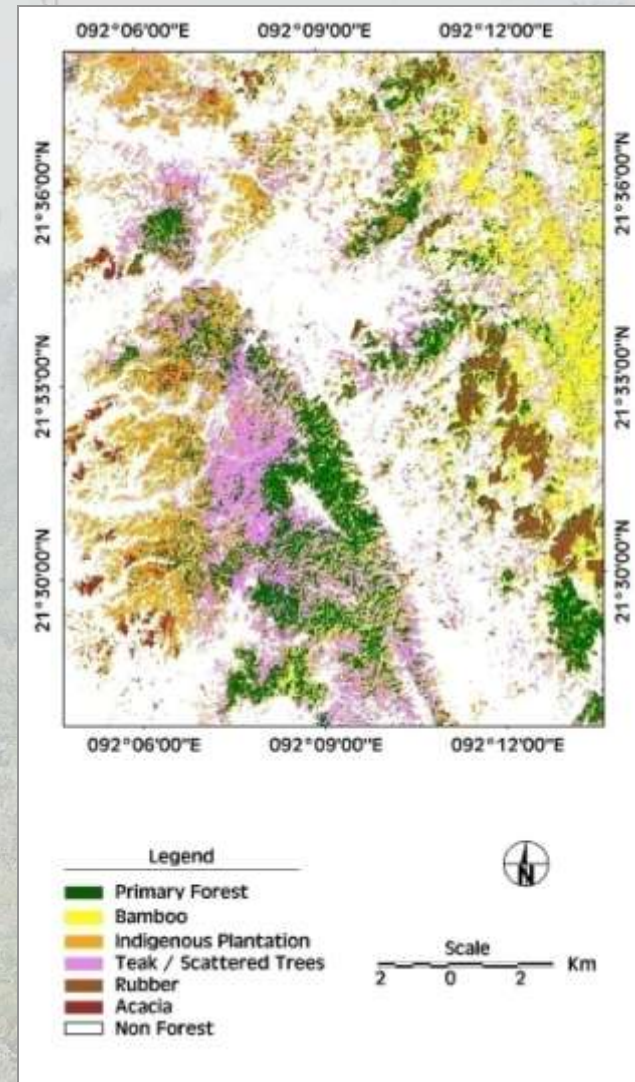 092°06'00"E 092°09'00"E 092°12'00"E
21°36'00"N 21°36'00"N
21°33'00"N 21°33'00"N
21°30'00"N 21°30'00"N
092°06'00"E 092°09'00"E 092°12'00"E
Legend
Primary Forest
Bamboo
Indigenous Plantation
Teak / Scattered Trees
Rubber
Acacia
Non Forest
N
Scale
2 0 2 Km